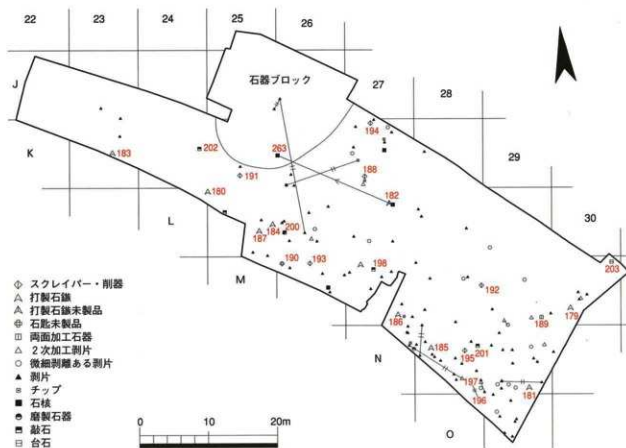 22
23
24
25
26
27
28
29
30
J
K
L
M
N
O
石器ブロック
194
202
263
183
191
188
180
182
200
184
187
190
193
198
192
203
186
189
179
185
195
201
197
196
181
スクレイパー・削器
打製石鏃
打製石鏃未製品
石匙未製品
両面加工石器
２次加工剥片
微細剥離ある剥片
剥片
チップ
石核
磨製石器
敲石
台石
0 10 20m